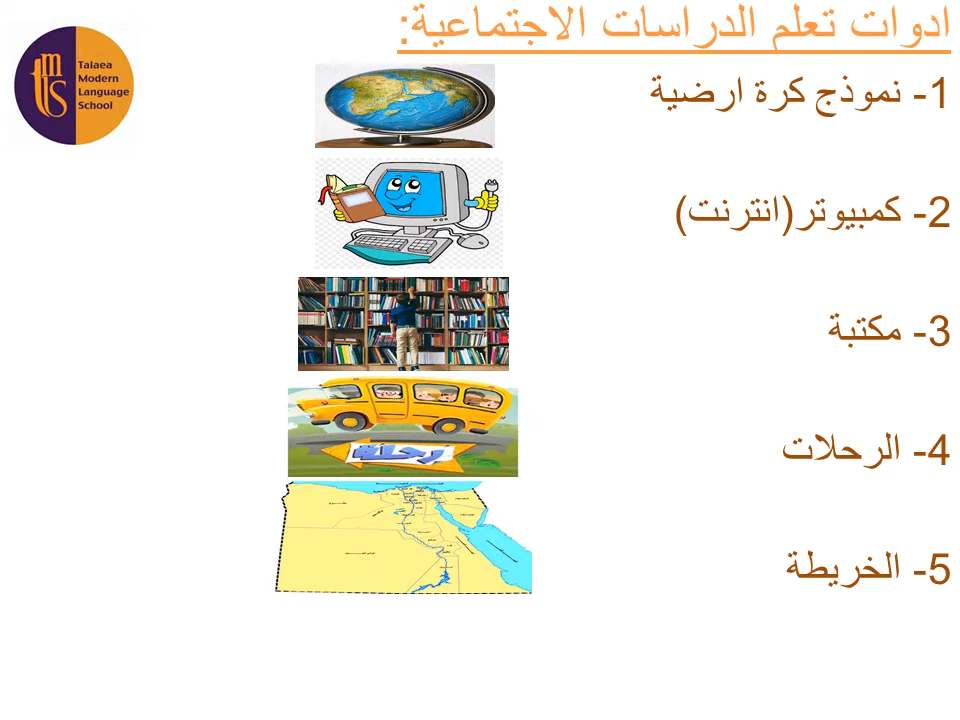 ادوات تعلم الدراسات الاجتماعية:
tms
Talaea
Modern
Language
School
1- نموذج كرة ارضية
2- كمبيوتر(انترنت)
3- مكتبة
4- الرحلات
رحلة
5- الخريطة